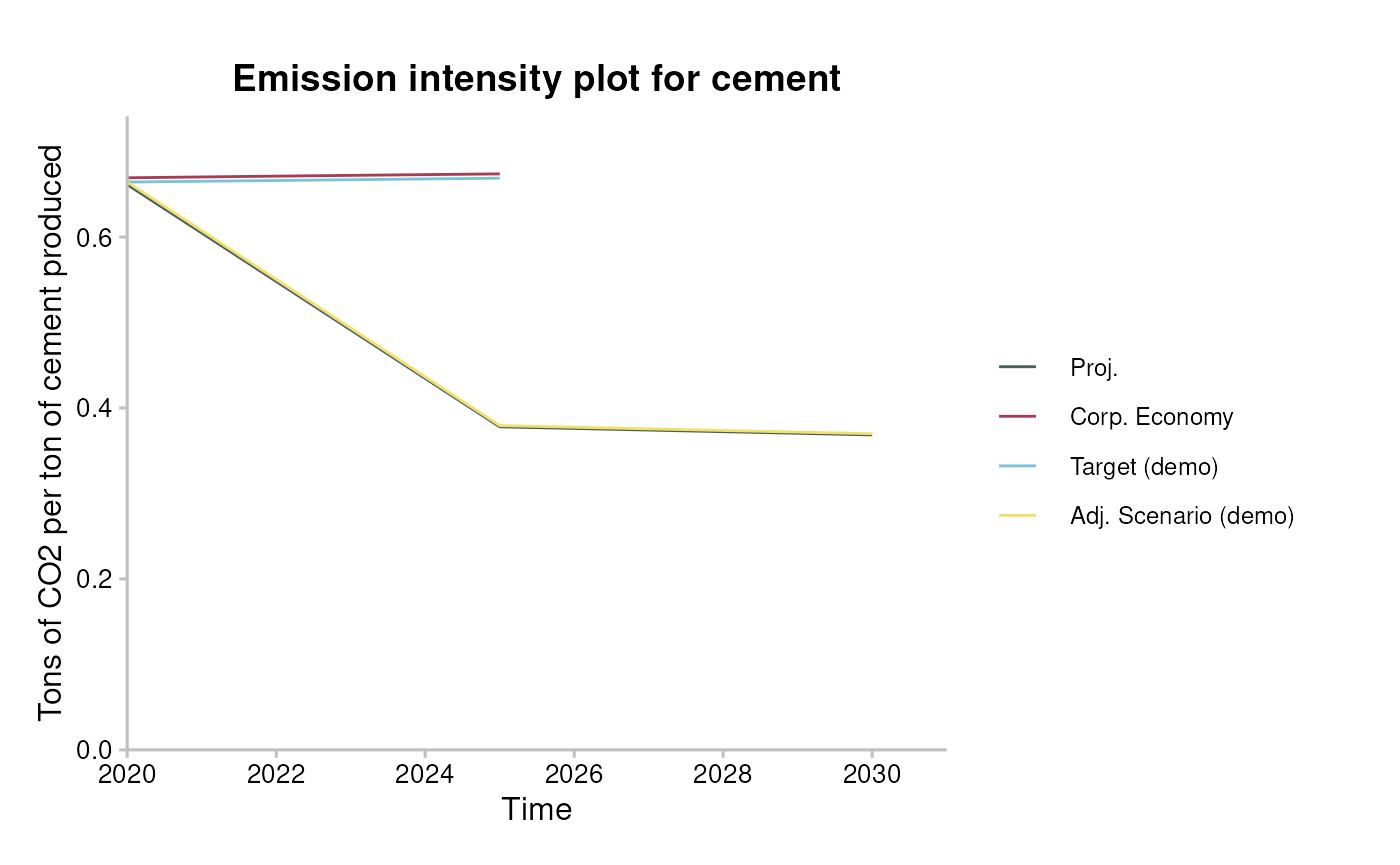 Emission intensity plot for cement
Tons of CO2 per ton of cement produced
0.6
0.4
0.2
0.0
2020 2022 2024 2026 2028 2030
Time
Proj.
Corp. Economy
Target (demo)
Adj. Scenario (demo)